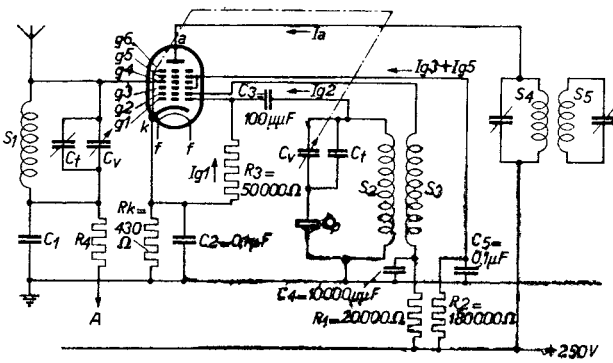 g6
g5
g4
g3
g2
g1
k
a
f f
Ia
Ig3+Ig5
Ig2
C3=
100µµF
S1
Ct
Cv
Ig1
R3=
50000Ω
Cv
Ct
S2
S3
S4
S5
C1
R4
Rk=
430
Ω
C2=0,1µF
C5=
0,1µF
C4=10000µµF
R1=20000Ω
R2=
180000Ω
A
+250V